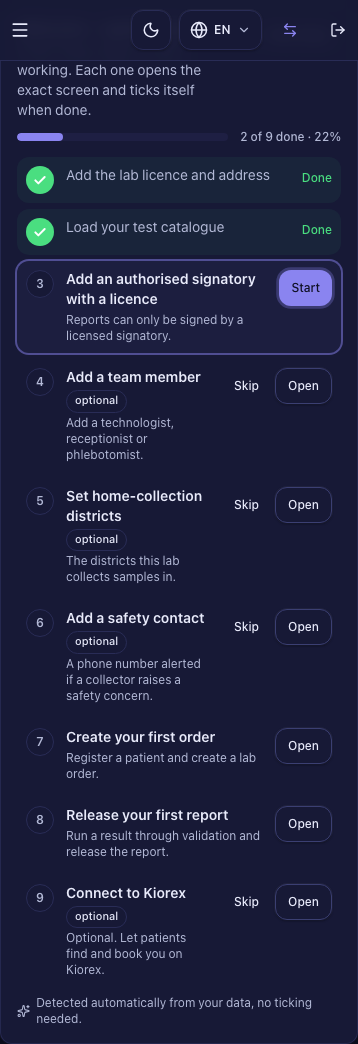 EN
working. Each one opens the
exact screen and ticks itself
when done.
2 of 9 done · 22%
Add the lab licence and address
Done
Load your test catalogue
Done
3
Add an authorised signatory
with a licence
Start
Reports can only be signed by a
licensed signatory.
4
Add a team member
Skip
Open
optional
Add a technologist,
receptionist or
phlebotomist.
5
Set home-collection
districts
Skip
Open
optional
The districts this lab
collects samples in.
6
Add a safety contact
Skip
Open
optional
A phone number alerted
if a collector raises a
safety concern.
7
Create your first order
Open
Register a patient and create a lab
order.
8
Release your first report
Open
Run a result through validation and
release the report.
9
Connect to Kiorex
Skip
Open
optional
Optional. Let patients
find and book you on
Kiorex.
Detected automatically from your data, no ticking
needed.